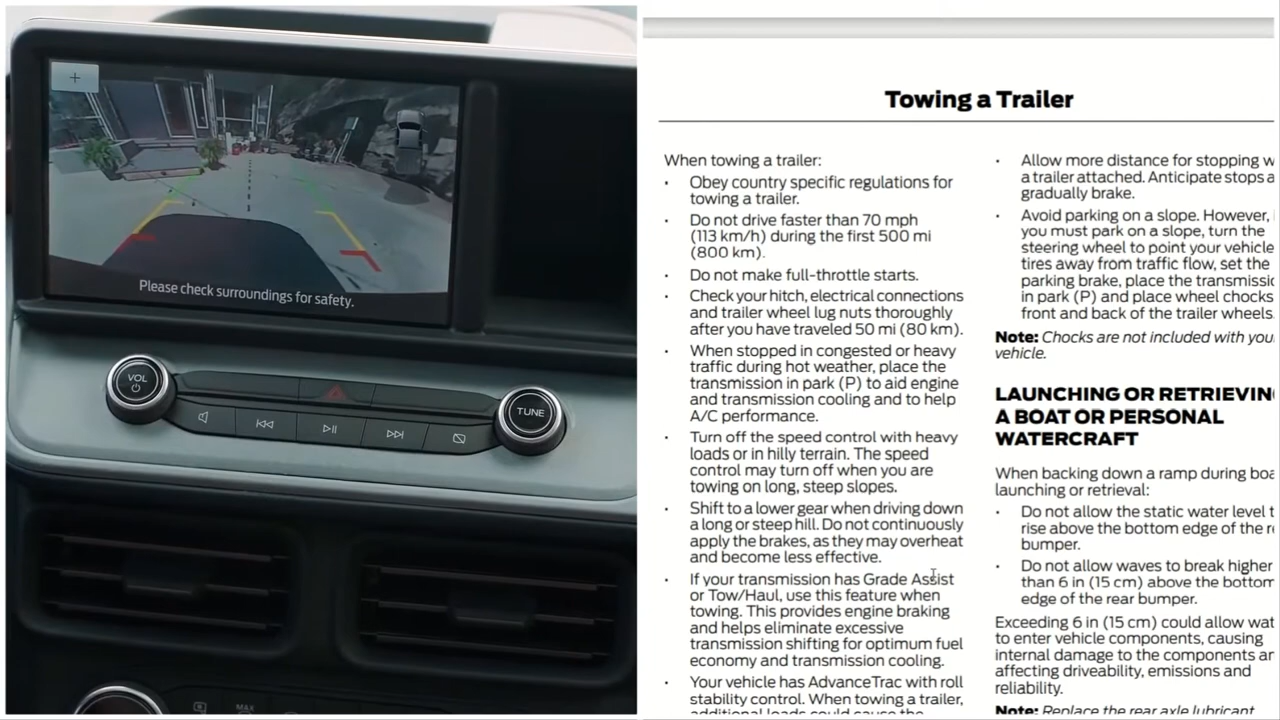 Please check surroundings for safety.
VOL
TUNE
MAX
Towing a Trailer
When towing a trailer:
• Obey country specific regulations for
towing a trailer.
• Do not drive faster than 70 mph
(113 km/h) during the first 500 mi
(800 km).
• Do not make full-throttle starts.
• Check your hitch, electrical connections
and trailer wheel lug nuts thoroughly
after you have traveled 50 mi (80 km).
• When stopped in congested or heavy
traffic during hot weather, place the
transmission in park (P) to aid engine
and transmission cooling and to help
A/C performance.
• Turn off the speed control with heavy
loads or in hilly terrain. The speed
control may turn off when you are
towing on long, steep slopes.
• Shift to a lower gear when driving down
a long or steep hill. Do not continuously
apply the brakes, as they may overheat
and become less effective.
• If your transmission has Grade Assist
or Tow/Haul, use this feature when
towing. This provides engine braking
and helps eliminate excessive
transmission shifting for optimum fuel
economy and transmission cooling.
• Your vehicle has AdvanceTrac with roll
stability control. When towing a trailer,
additional loads could cause the
• Allow more distance for stopping
a trailer attached. Anticipate stops
gradually brake.
• Avoid parking on a slope. However,
you must park on a slope, turn the
steering wheel to point your vehicle
tires away from traffic flow, set the
parking brake, place the
in park (P) and place wheel chocks
front and back of the trailer wheels.
Note: Chocks are not included with
vehicle.
LAUNCHING OR
A BOAT OR PERSONAL
WATERCRAFT
When backing down a ramp during
launching or retrieval:
• Do not allow the static water level
rise above the bottom edge of the
bumper.
• Do not allow waves to break higher
than 6 in (15 cm) above the bottom
edge of the rear bumper.
Exceeding 6 in (15 cm) could allow
to enter vehicle components, causing
internal damage to the components
affecting driveability, emissions and
reliability.
Note: Replace the rear axle lubricant